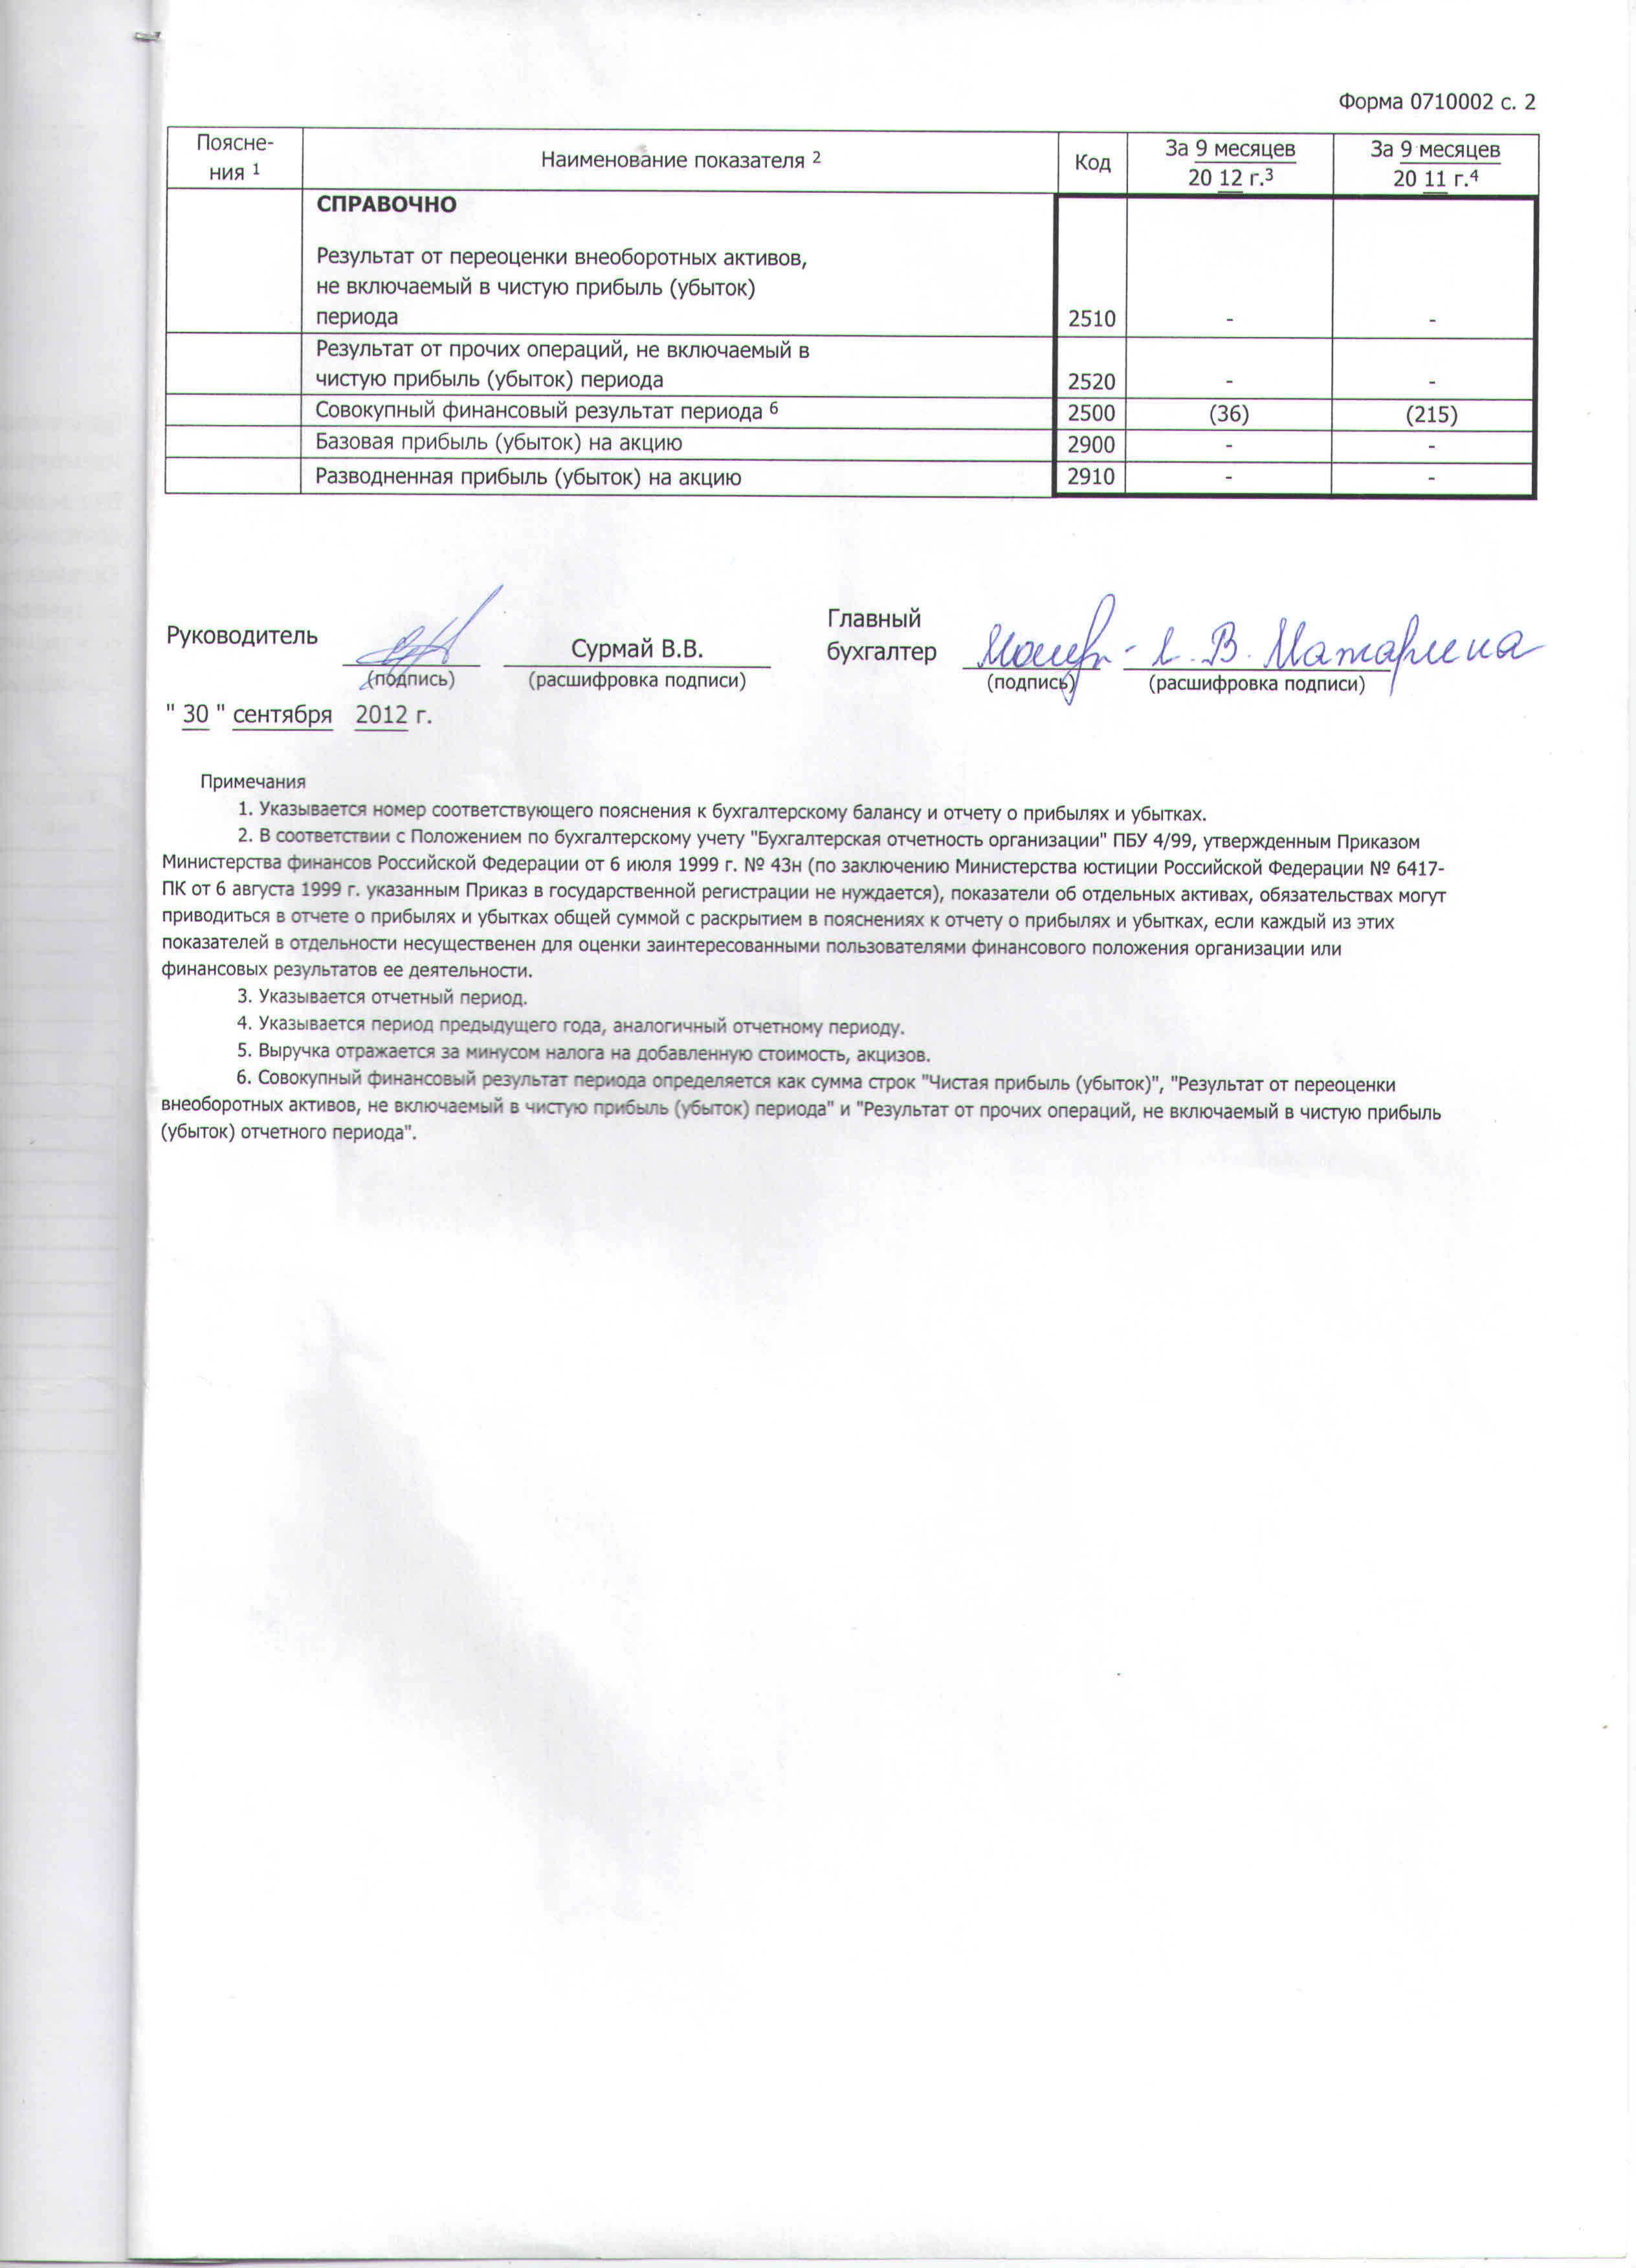 Форма 0710002 с. 2
Поясне-
ния 1
Наименование показателя 2
Код
За 9 месяцев
20 12 г.3
За 9 месяцев
20 11 г.4
СПРАВОЧНО
Результат от переоценки внеоборотных активов,
не включаемый в чистую прибыль (убыток)
периода 2510 - -
Результат от прочих операций, не включаемый в
чистую прибыль (убыток) периода 2520 - -
Совокупный финансовый результат периода 6 2500 (36) (215)
Базовая прибыль (убыток) на акцию 2900 - -
Разводненная прибыль (убыток) на акцию 2910 - -
Руководитель
Сурмай В.В.
(подпись) (расшифровка подписи)
Главный
бухгалтер
Л. В. Матарина
(подпись) (расшифровка подписи)
" 30 " сентября 2012 г.
Примечания
1. Указывается номер соответствующего пояснения к бухгалтерскому балансу и отчету о прибылях и убытках.
2. В соответствии с Положением по бухгалтерскому учету "Бухгалтерская отчетность организации" ПБУ 4/99, утвержденным Приказом
Министерства финансов Российской Федерации от 6 июля 1999 г. № 43н (по заключению Министерства юстиции Российской Федерации № 6417-
ПК от 6 августа 1999 г. указанным Приказ в государственной регистрации не нуждается), показатели об отдельных активах, обязательствах могут
приводиться в отчете о прибылях и убытках общей суммой с раскрытием в пояснениях к отчету о прибылях и убытках, если каждый из этих
показателей в отдельности несущественен для оценки заинтересованными пользователями финансового положения организации или
финансовых результатов ее деятельности.
3. Указывается отчетный период.
4. Указывается период предыдущего года, аналогичный отчетному периоду.
5. Выручка отражается за минусом налога на добавленную стоимость, акцизов.
6. Совокупный финансовый результат периода определяется как сумма строк "Чистая прибыль (убыток)", "Результат от переоценки
внеоборотных активов, не включаемый в чистую прибыль (убыток) периода" и "Результат от прочих операций, не включаемый в чистую прибыль
(убыток) отчетного периода".